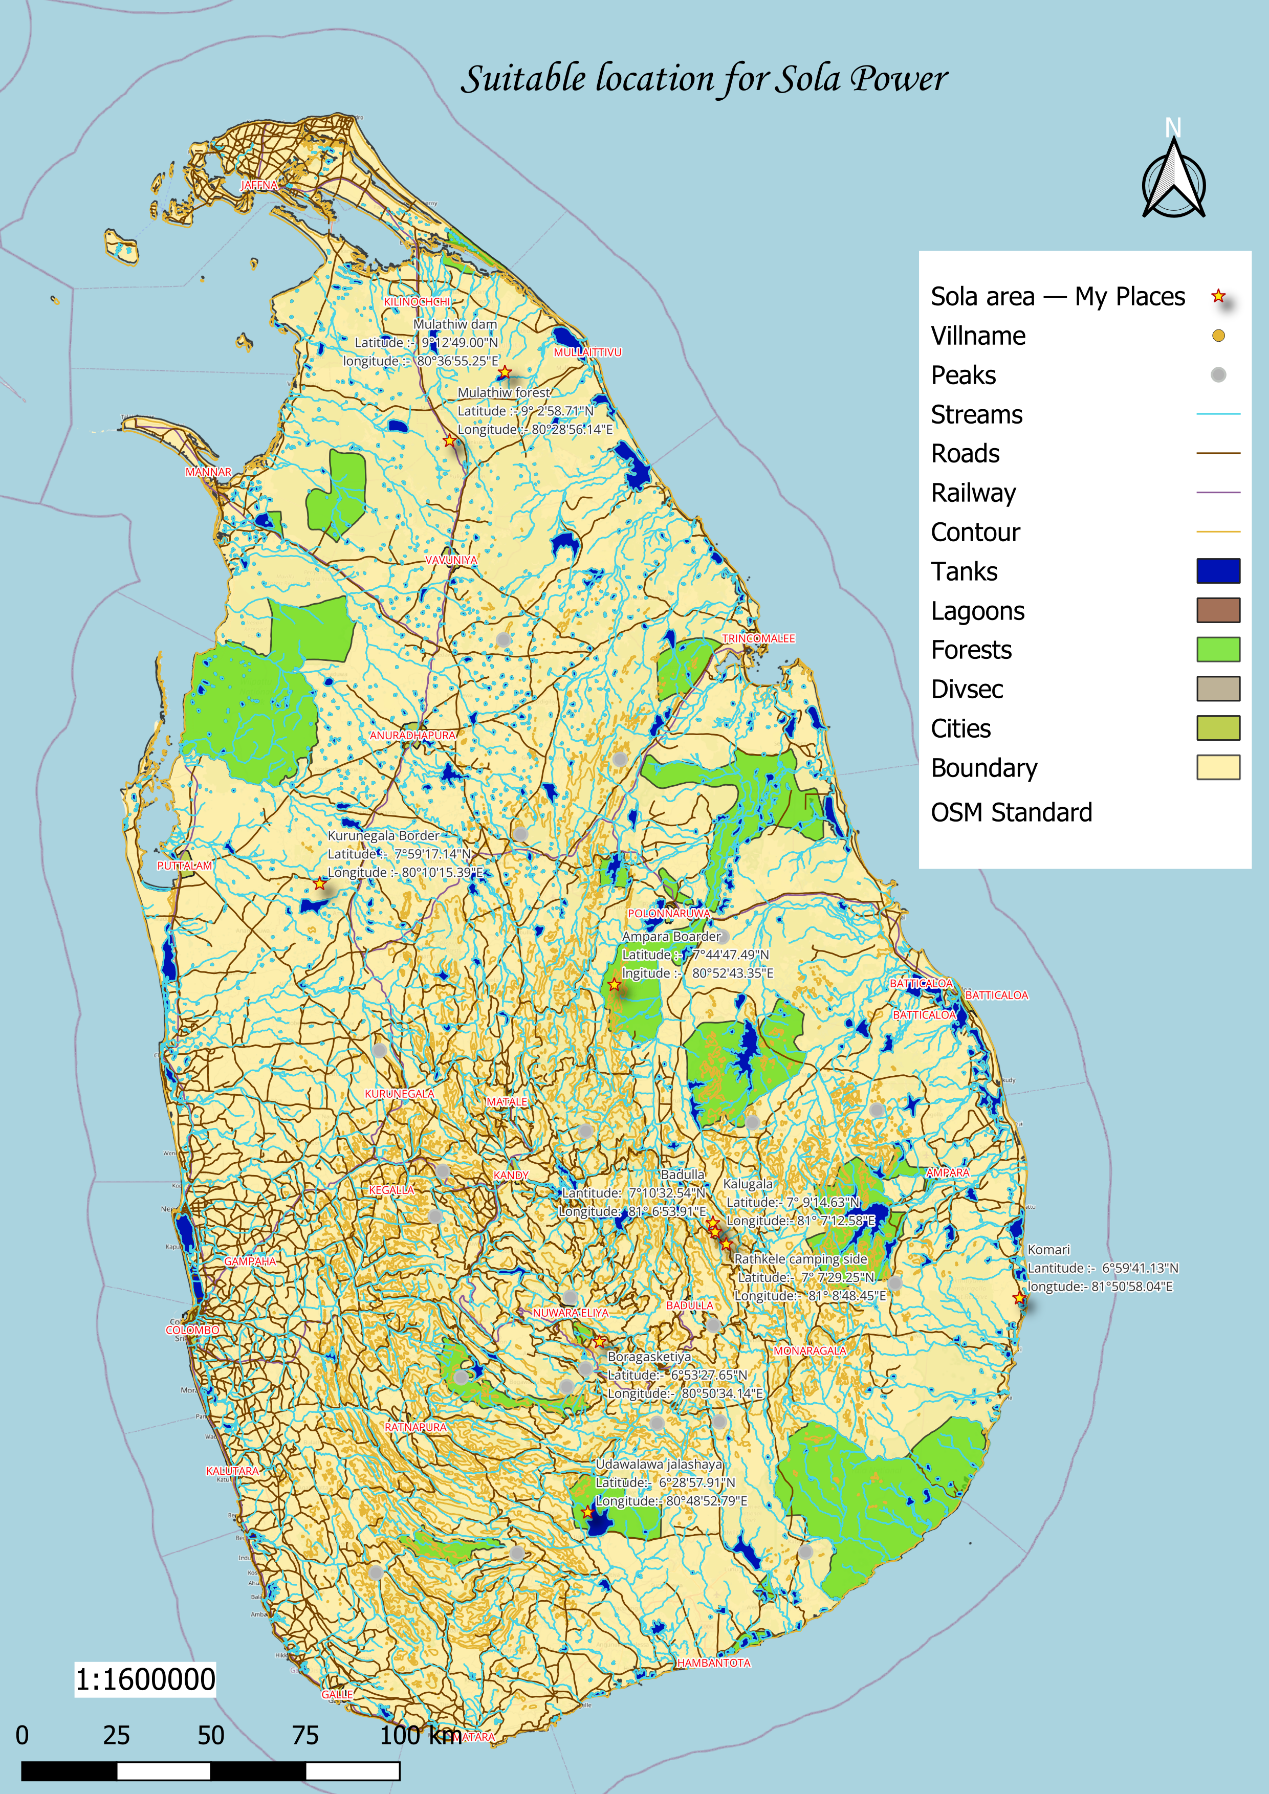 Suitable location for Sola Power
N
Sola area — My Places
Villname
Peaks
Streams
Roads
Railway
Contour
Tanks
Lagoons
Forests
Divsec
Cities
Boundary
OSM Standard
JAFFNA
KILINOCHCHI
Mulathiw dam
Latitude :- 9°12'49.00"N
longitude :- 80°36'55.25"E
MULLAITTIVU
Mulathiw forest
Latitude :- 9° 2'58.71"N
Longitude:- 80°28'56.14"E
MANNAR
VAVUNIYA
TRINCOMALEE
ANURADHAPURA
Kurunegala Border
Latitude:- 7°59'17.14"N
Longitude :- 80°10'15.39"E
PUTTALAM
POLONNARUWA
Ampara Boarder
Latitude :- 7°44'47.49"N
lngitude :- 80°52'43.35"E
BATTICALOA
BATTICALOA
BATTICALOA
KURUNEGALA
MATALE
KANDY
KEGALLA
AMPARA
Badulla
Lantitude: 7°10'32.54"N
Longitude: 81° 6'53.91"E
Kalugala
Latitude:- 7° 9'14.63"N
Longitude:- 81° 7'12.58"E
Rathkele camping side
Latitude:- 7° 7'29.25"N
Longitude:- 81° 8'48.45"E
Komari
Lantitude :- 6°59'41.13"N
longtude:- 81°50'58.04"E
GAMPAHA
COLOMBO
NUWARA ELIYA
BADULLA
MONARAGALA
Boragasketiya
Latitude:- 6°53'27.65"N
Longitude:- 80°50'34.14"E
RATNAPURA
KALUTARA
Udawalawa jalashaya
Latitude:- 6°28'57.91"N
Longitude:- 80°48'52.79"E
HAMBANTOTA
GALLE
MATARA
1:1600000
0 25 50 75 100 km